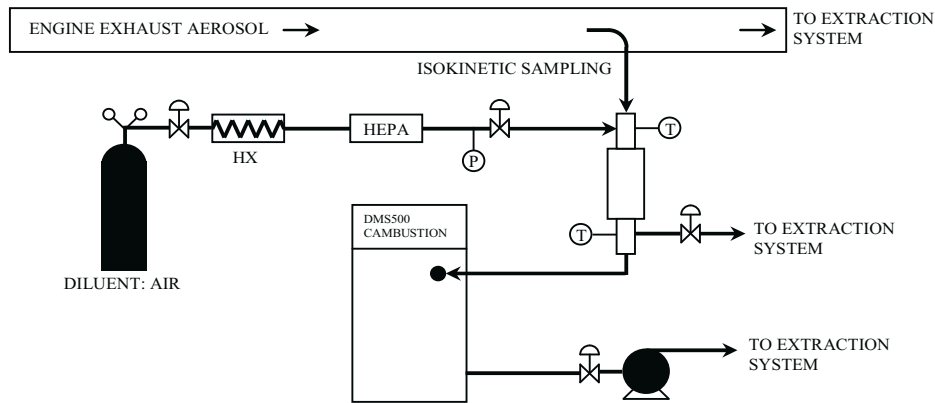 ENGINE EXHAUST AEROSOL
TO EXTRACTION
SYSTEM
ISOKINETIC SAMPLING
HEPA
T
HX
P
DMS500
CAMBUSTION
T
TO EXTRACTION
SYSTEM
DILUENT: AIR
TO EXTRACTION
SYSTEM